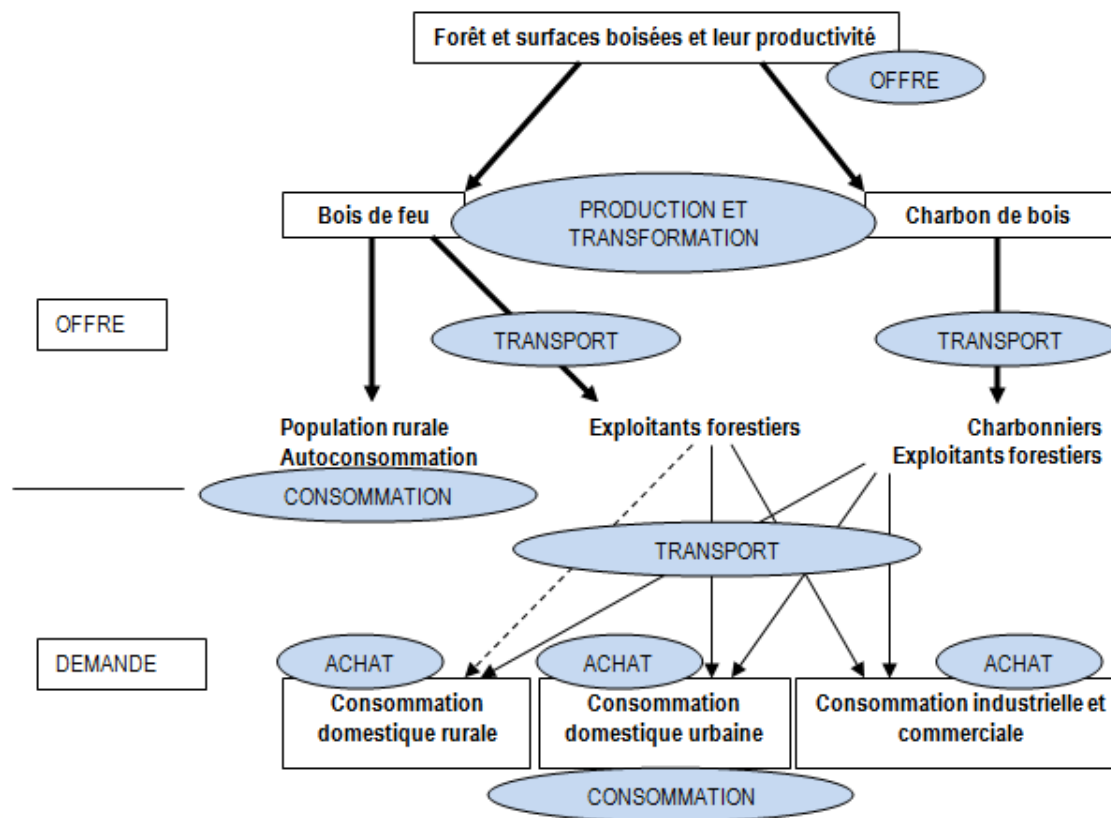 Forêt et surfaces boisées et leur productivité
OFFRE
Bois de feu
PRODUCTION ET
TRANSFORMATION
Charbon de bois
OFFRE
TRANSPORT
TRANSPORT
Population rurale
Autoconsommation
Exploitants forestiers
Charbonniers
Exploitants forestiers
CONSOMMATION
TRANSPORT
DEMANDE
ACHAT
ACHAT
ACHAT
Consommation
domestique rurale
Consommation
domestique urbaine
Consommation industrielle et
commerciale
CONSOMMATION